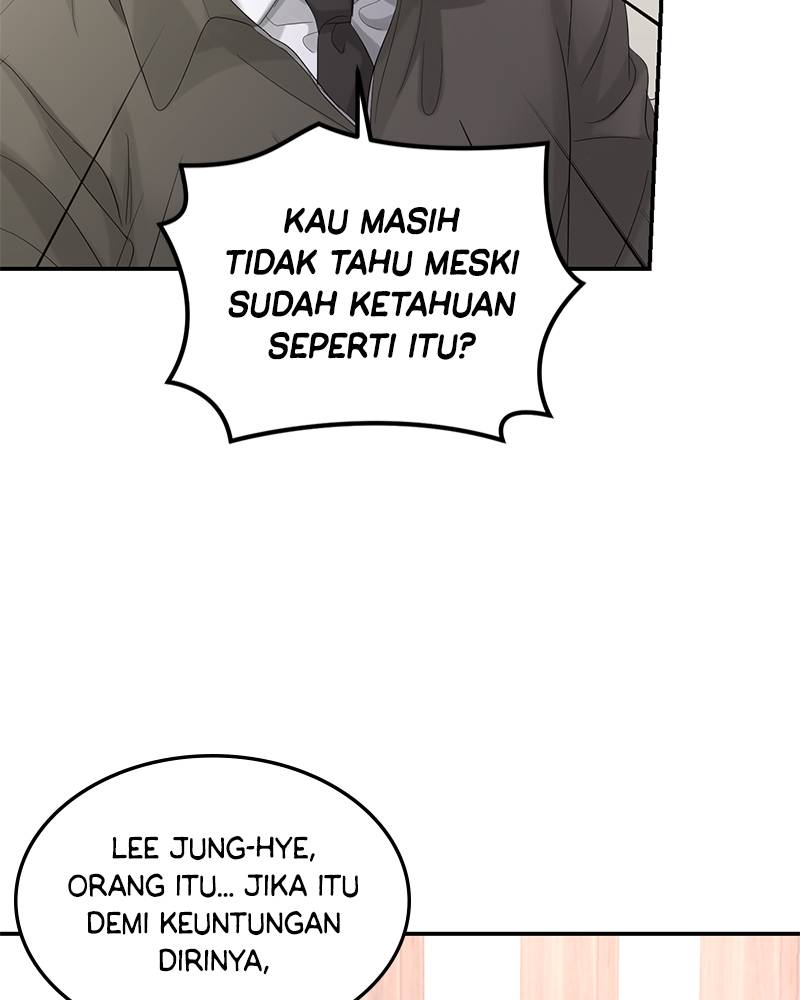 KAU MASIH
TIDAK TAHU MESKI
SUDAH KETAHUAN
SEPERTI ITU?
LEE JUNG-HYE,
ORANG ITU... JIKA ITU
DEMI KEUNTUNGAN
DIRINYA,